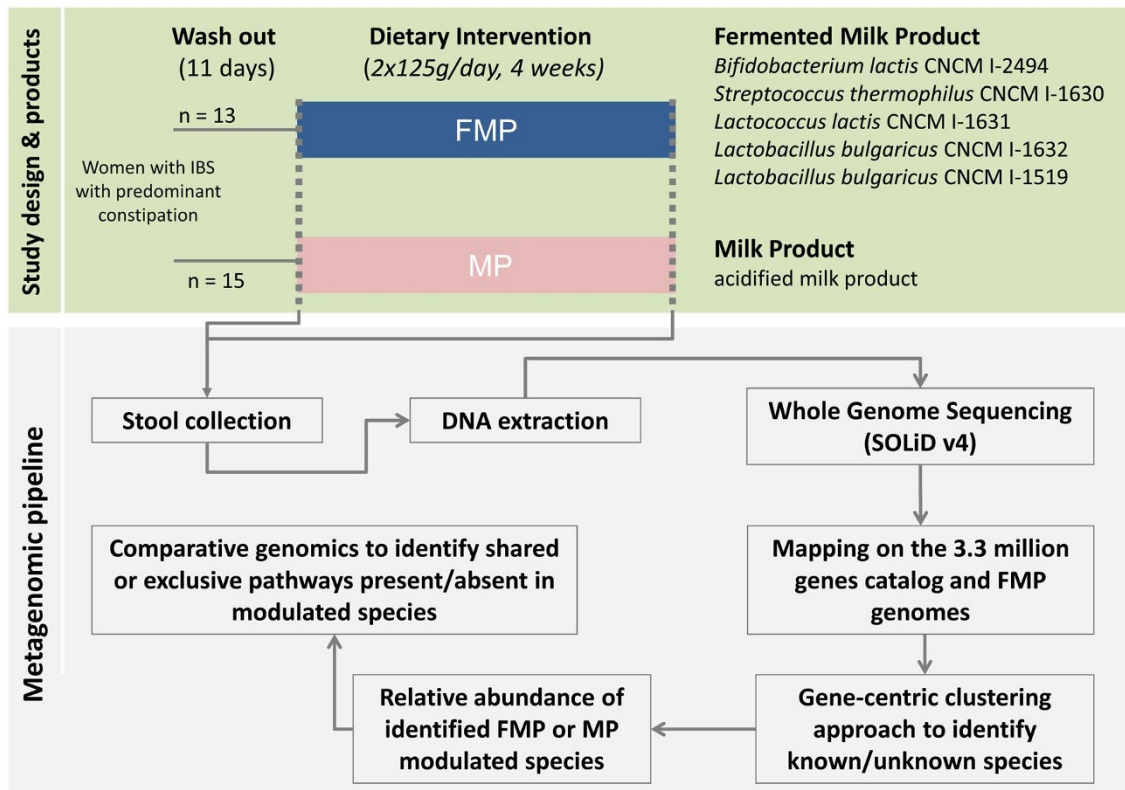 Study design & products
Wash out
(11 days)
Dietary Intervention
(2x125g/day, 4 weeks)
Fermented Milk Product
Bifidobacterium lactis CNCM I-2494
Streptococcus thermophilus CNCM I-1630
Lactococcus lactis CNCM I-1631
Lactobacillus bulgaricus CNCM I-1632
Lactobacillus bulgaricus CNCM I-1519
n = 13
FMP
Women with IBS
with predominant
constipation
MP
n = 15
Milk Product
acidified milk product
Metagenomic pipeline
Stool collection
DNA extraction
Whole Genome Sequencing
(SOLiD v4)
Mapping on the 3.3 million
genes catalog and FMP
genomes
Gene-centric clustering
approach to identify
known/unknown species
Relative abundance of
identified FMP or MP
modulated species
Comparative genomics to identify shared
or exclusive pathways present/absent in
modulated species